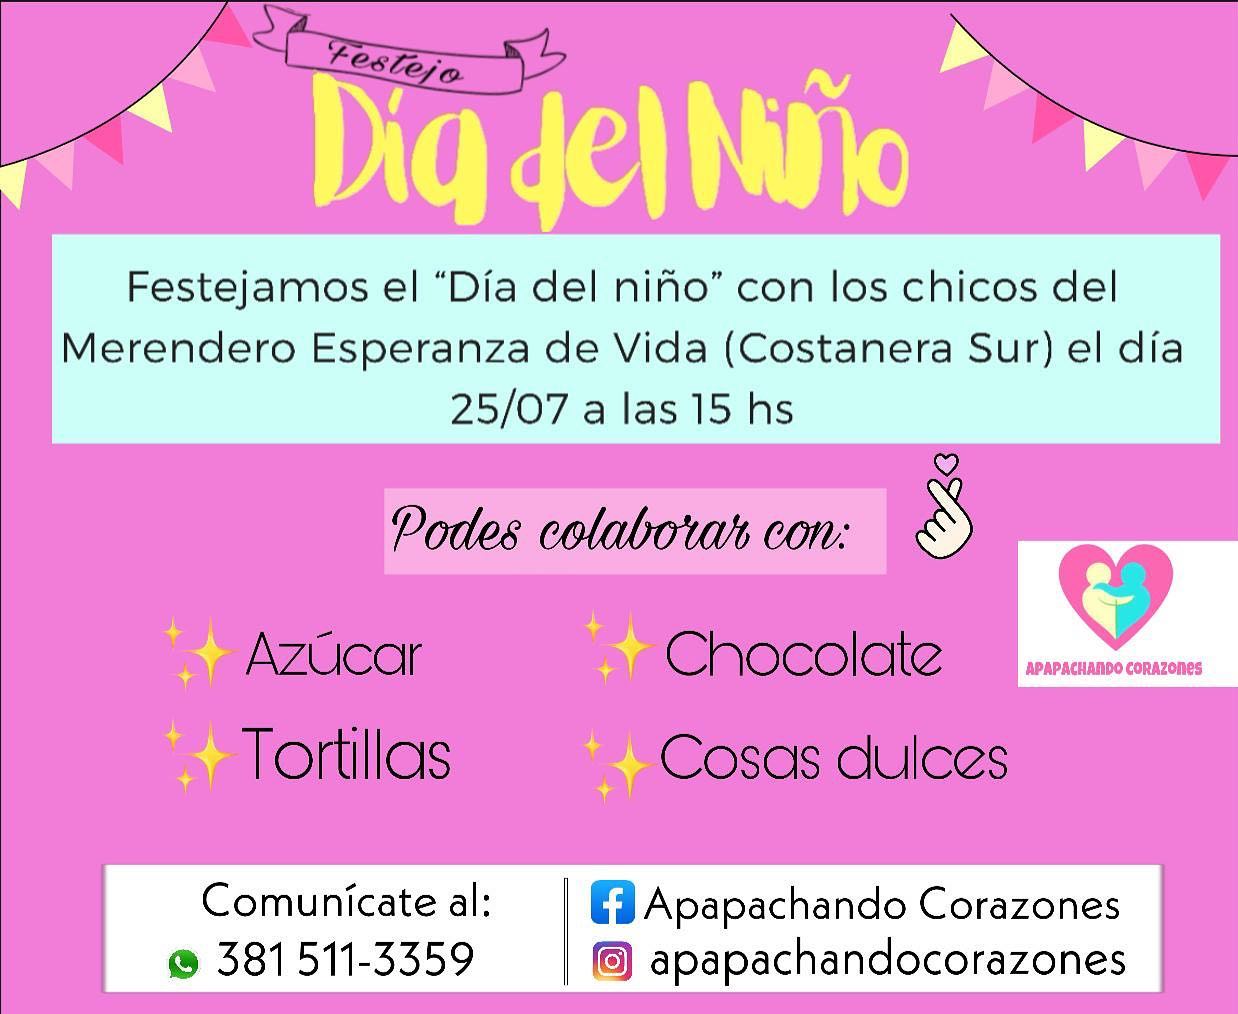 Festejo
Día del Niño
Festejamos el “Día del niño” con los chicos del
Merendero Esperanza de Vida (Costanera Sur) el día
25/07 a las 15 hs
Podes colaborar con:
Azúcar
Chocolate
APAPACHANDO CORAZONES
Tortillas
Cosas dulces
Comunícate al:
381 511-3359
Apapachando Corazones
apapachandocorazones